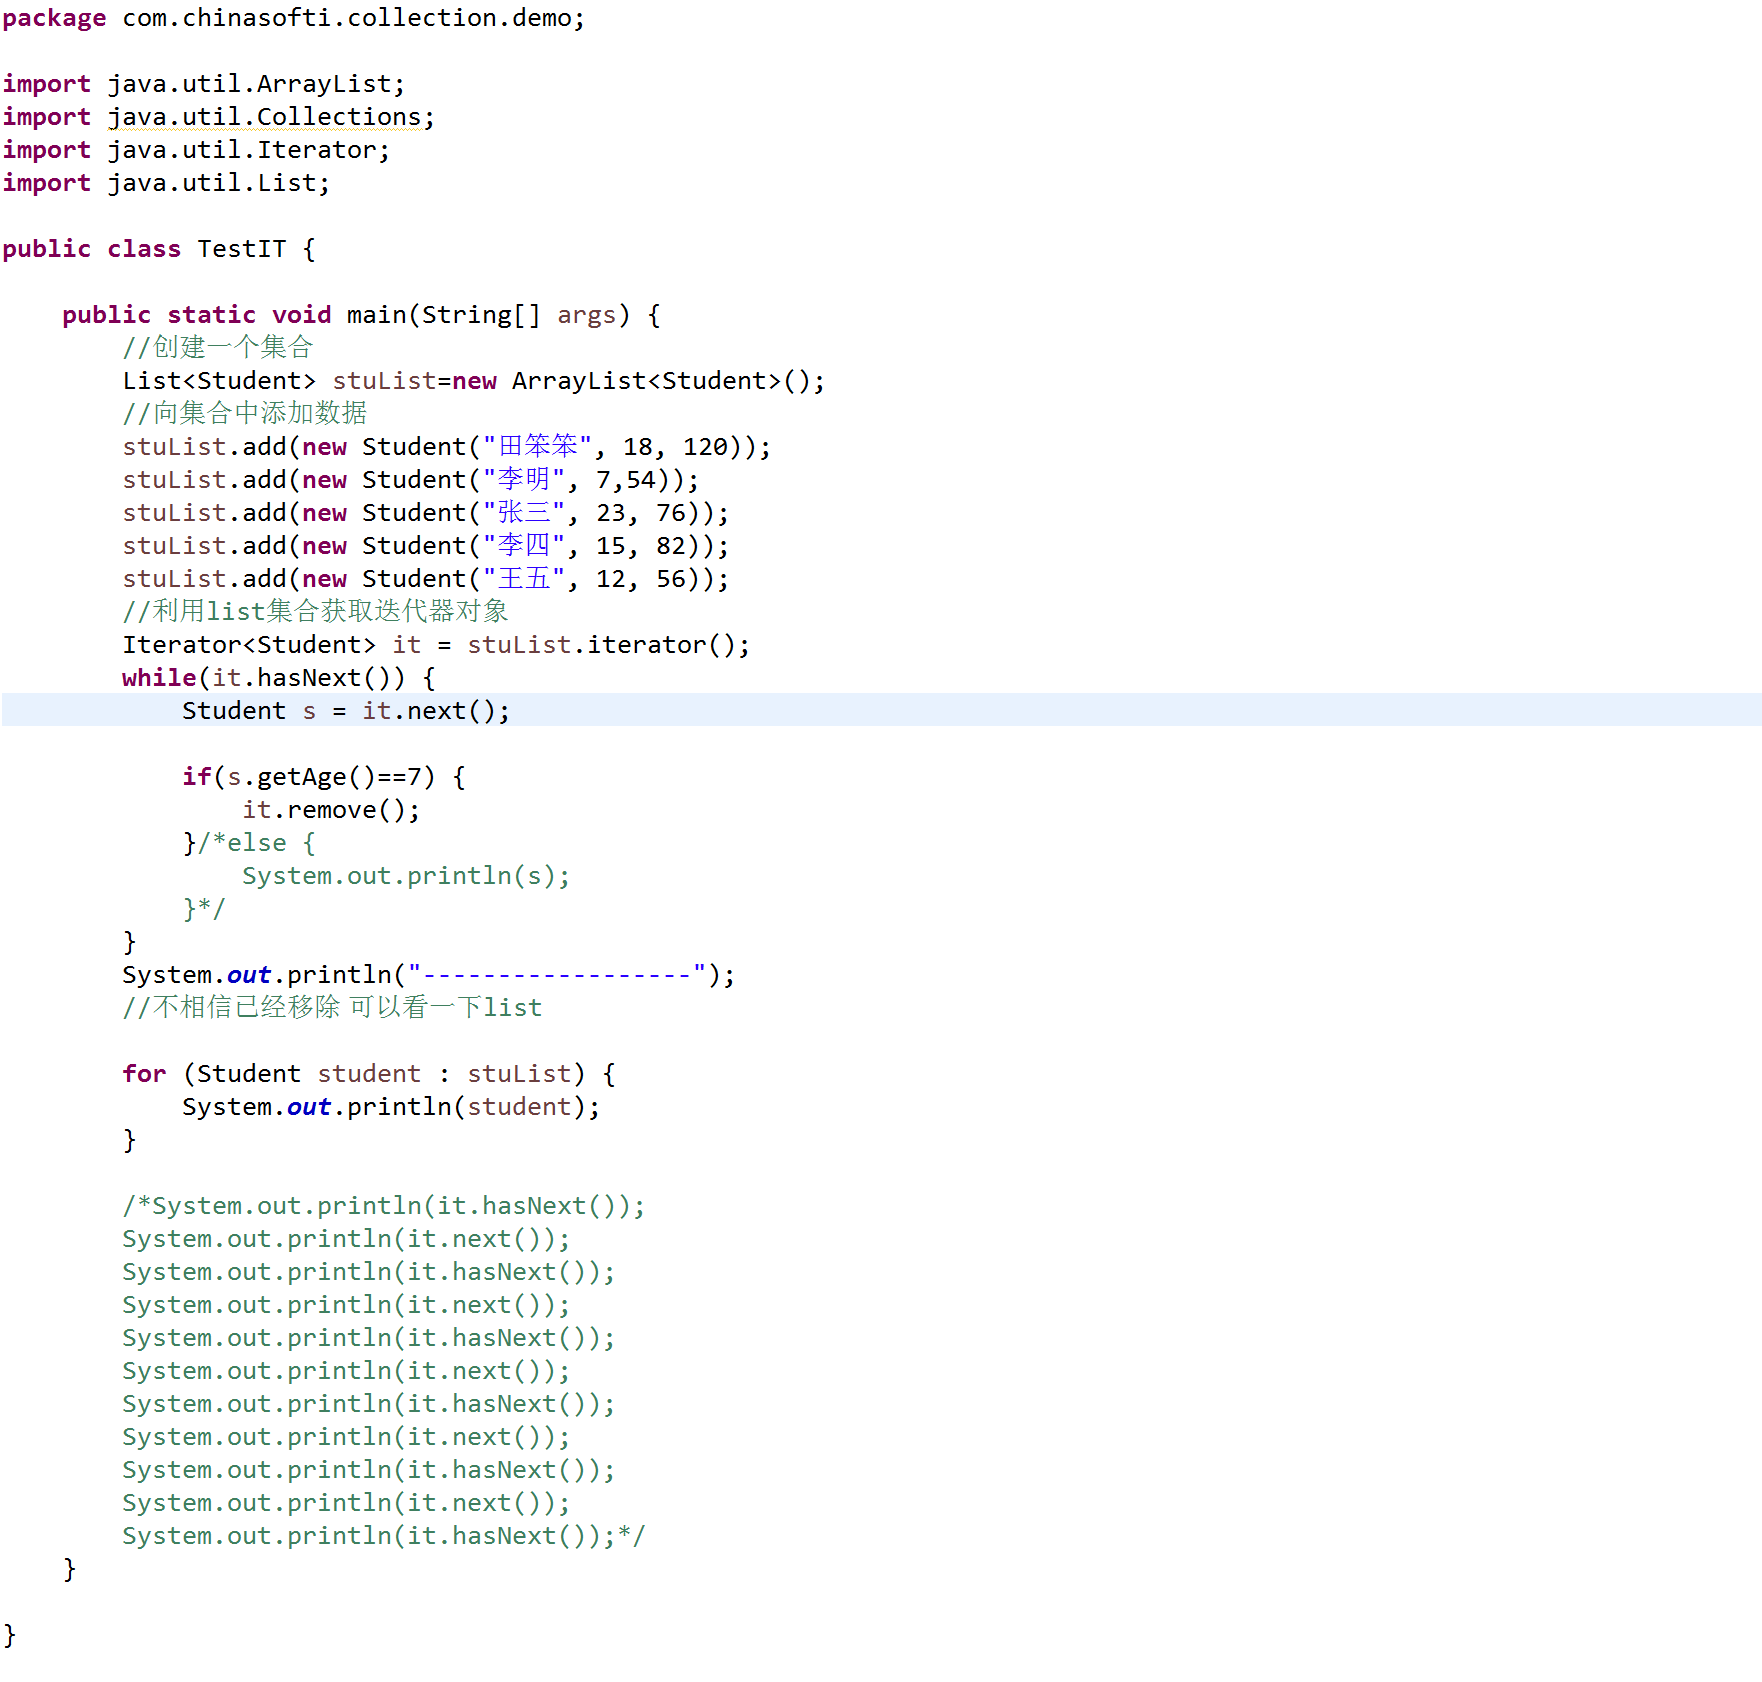 package com.chinasofti.collection.demo;
import java.util.ArrayList;
import java.util.Collections;
import java.util.Iterator;
import java.util.List;
public class TestIT {
public static void main(String[] args) {
//创建一个集合
List<Student> stuList=new ArrayList<Student>();
//向集合中添加数据
stuList.add(new Student("田笨笨", 18, 120));
stuList.add(new Student("李明", 7,54));
stuList.add(new Student("张三", 23, 76));
stuList.add(new Student("李四", 15, 82));
stuList.add(new Student("王五", 12, 56));
//利用list集合获取迭代器对象
Iterator<Student> it = stuList.iterator();
while(it.hasNext()) {
Student s = it.next();
if(s.getAge()==7) {
it.remove();
}/*else {
System.out.println(s);
}*/
}
System.out.println("------------------");
//不相信已经移除 可以看一下list
for (Student student : stuList) {
System.out.println(student);
}
/*System.out.println(it.hasNext());
System.out.println(it.next());
System.out.println(it.hasNext());
System.out.println(it.next());
System.out.println(it.hasNext());
System.out.println(it.next());
System.out.println(it.hasNext());
System.out.println(it.next());
System.out.println(it.hasNext());
System.out.println(it.next());
System.out.println(it.hasNext());*/
}
}